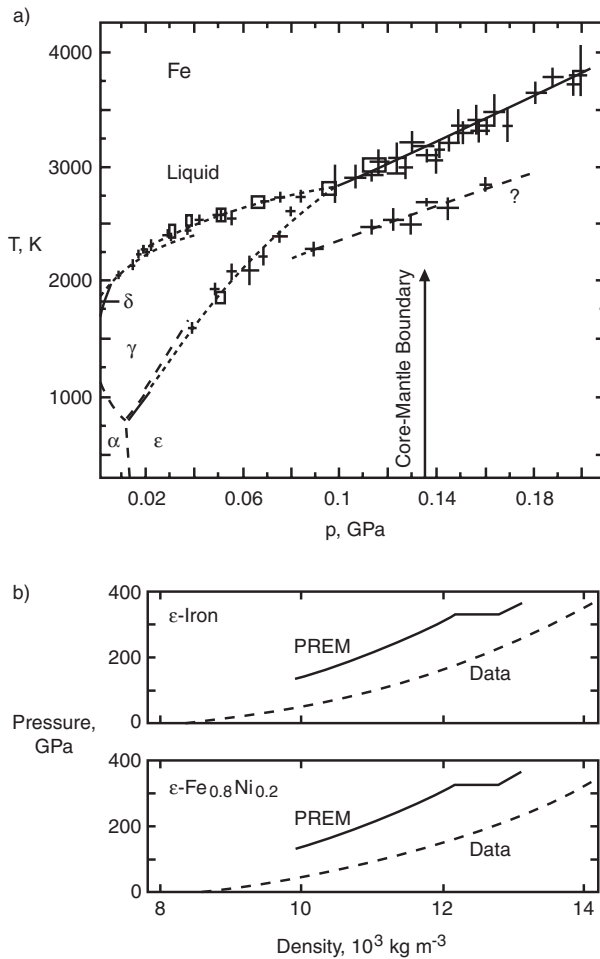 a)
Fe
Liquid
T, K
4000
3000
2000
1000
δ
γ
α
ε
?
Core-Mantle Boundary
0.02
0.06
0.1
0.14
0.18
p, GPa
b)
ε-Iron
PREM
Data
400
200
0
Pressure,
GPa
ε-Fe0.8Ni0.2
PREM
Data
400
200
0
8
10
12
14
Density, 10³ kg m⁻³